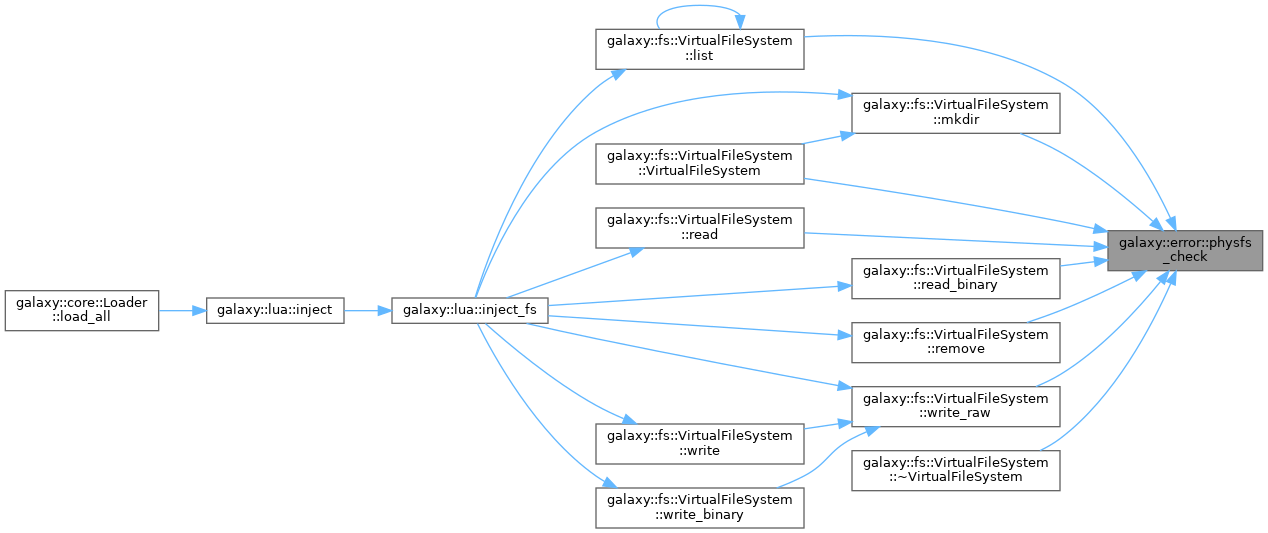 galaxy::fs::VirtualFileSystem
::list
galaxy::fs::VirtualFileSystem
::mkdir
galaxy::fs::VirtualFileSystem
::VirtualFileSystem
galaxy::fs::VirtualFileSystem
::read
galaxy::error::physfs
_check
galaxy::fs::VirtualFileSystem
::read_binary
galaxy::core::Loader
::load_all
galaxy::lua::inject
galaxy::lua::inject_fs
galaxy::fs::VirtualFileSystem
::remove
galaxy::fs::VirtualFileSystem
::write_raw
galaxy::fs::VirtualFileSystem
::write
galaxy::fs::VirtualFileSystem
::~VirtualFileSystem
galaxy::fs::VirtualFileSystem
::write_binary